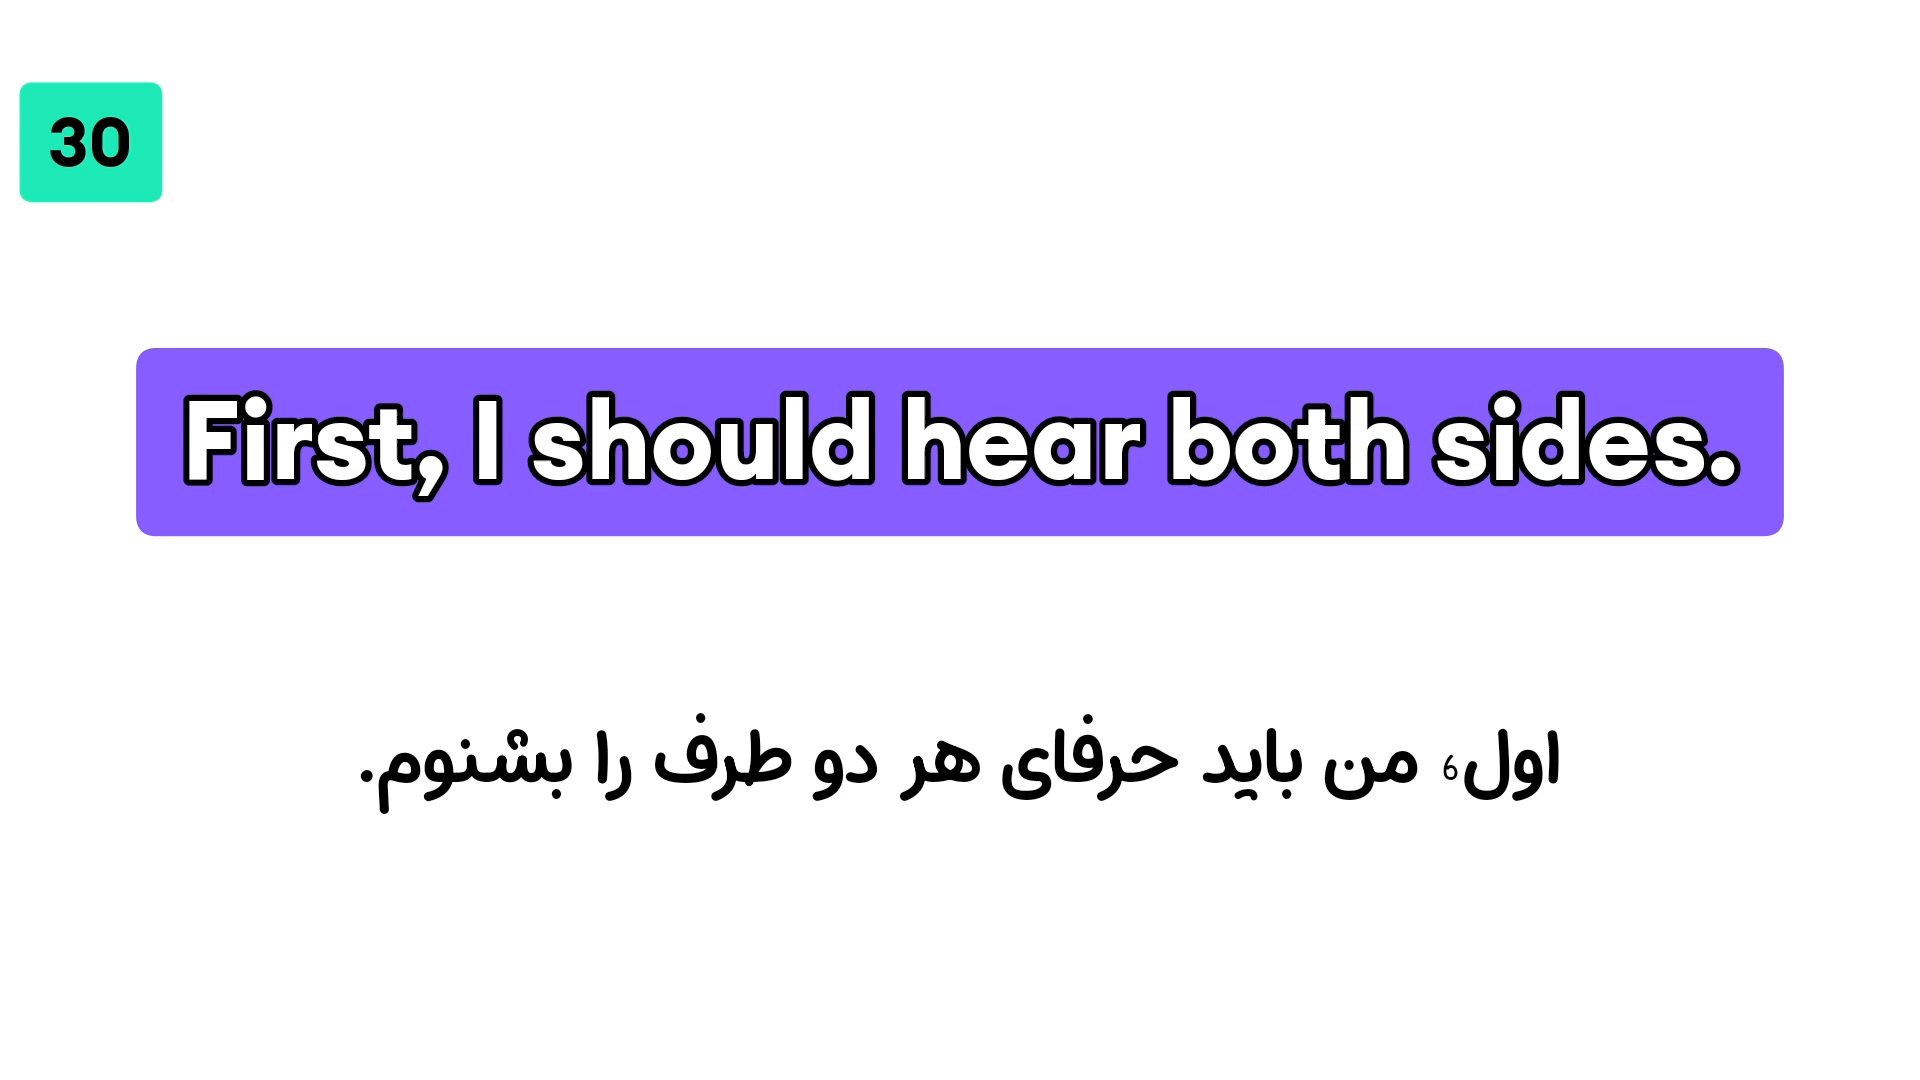 30
First, I should hear both sides.
اول، من باید حرفای هر دو طرف را بشنوم.